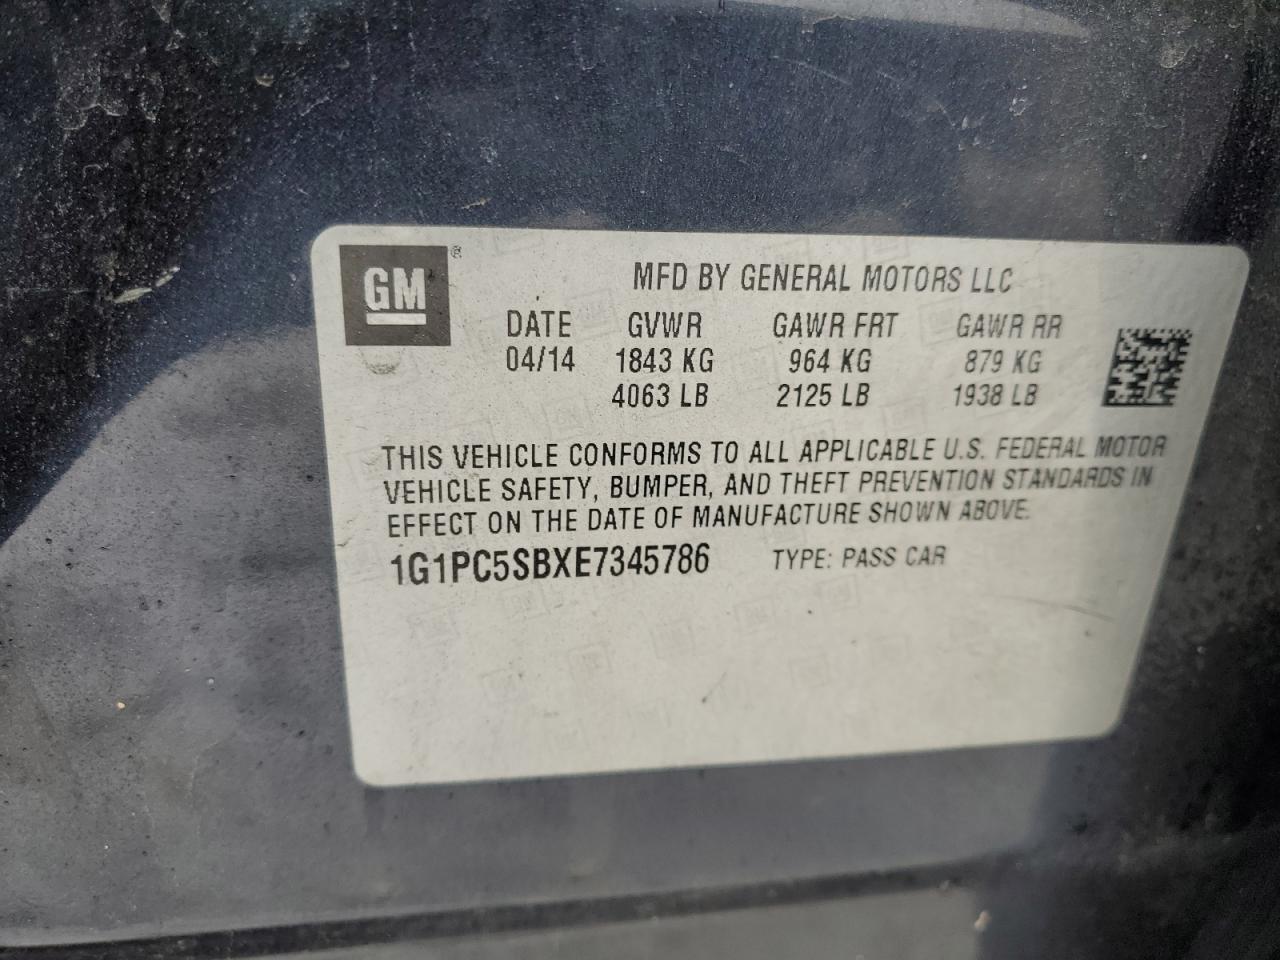 GM ®
MFD BY GENERAL MOTORS LLC
DATE GVWR GAWR FRT GAWR RR
04/14 1843 KG 964 KG 879 KG
4063 LB 2125 LB 1938 LB
THIS VEHICLE CONFORMS TO ALL APPLICABLE U.S. FEDERAL MOTOR
VEHICLE SAFETY, BUMPER, AND THEFT PREVENTION STANDARDS IN
EFFECT ON THE DATE OF MANUFACTURE SHOWN ABOVE.
1G1PC5SBXE7345786 TYPE: PASS CAR